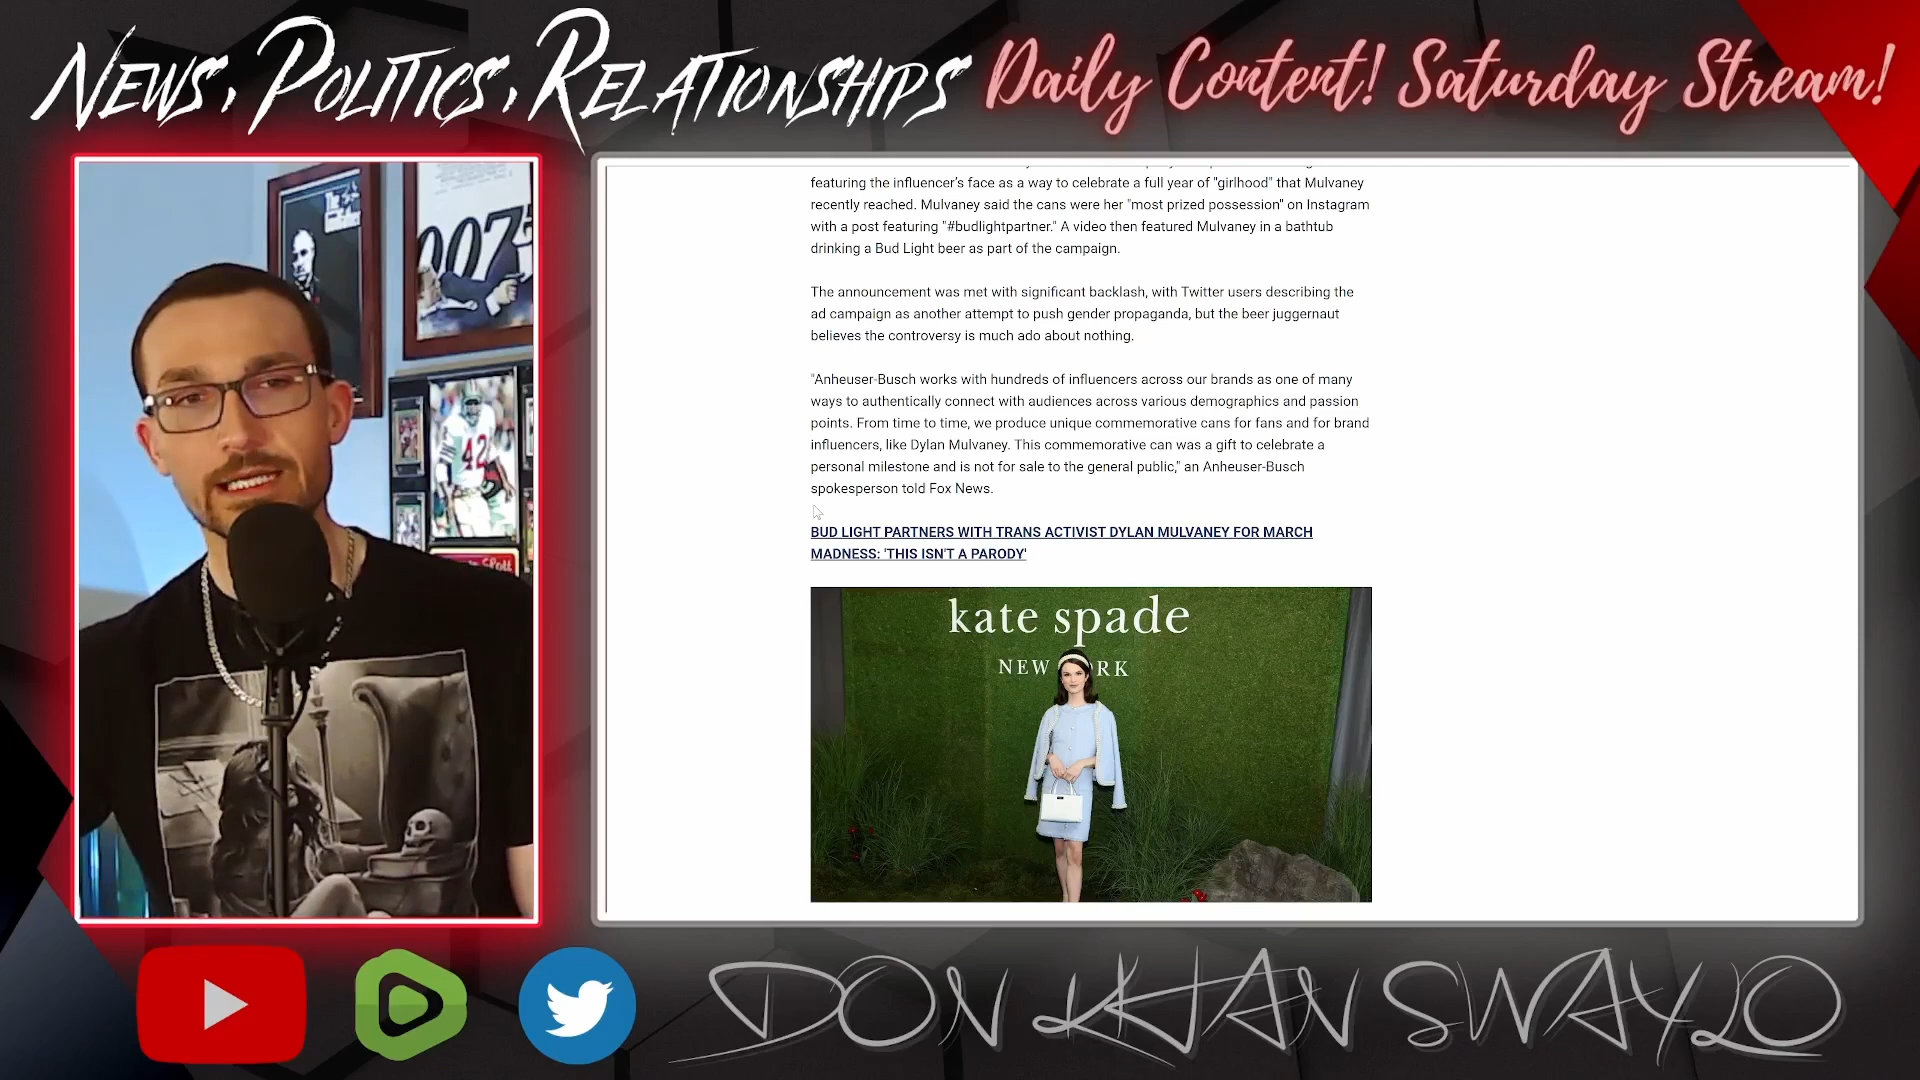 NEWS, POLITICS, RELATIONSHIPS Daily Content! Saturday Stream!
007
42
featuring the influencer's face as a way to celebrate a full year of "girlhood" that Mulvaney
recently reached. Mulvaney said the cans were her "most prized possession" on Instagram
with a post featuring "#budlightpartner." A video then featured Mulvaney in a bathtub
drinking a Bud Light beer as part of the campaign.
The announcement was met with significant backlash, with Twitter users describing the
ad campaign as another attempt to push gender propaganda, but the beer juggernaut
believes the controversy is much ado about nothing.
"Anheuser-Busch works with hundreds of influencers across our brands as one of many
ways to authentically connect with audiences across various demographics and passion
points. From time to time, we produce unique commemorative cans for fans and for brand
influencers, like Dylan Mulvaney. This commemorative can was a gift to celebrate a
personal milestone and is not for sale to the general public," an Anheuser-Busch
spokesperson told Fox News.
BUD LIGHT PARTNERS WITH TRANS ACTIVIST DYLAN MULVANEY FOR MARCH
MADNESS: 'THIS ISN'T A PARODY'
kate spade
NEW RK
DON KHAN SWAYLO